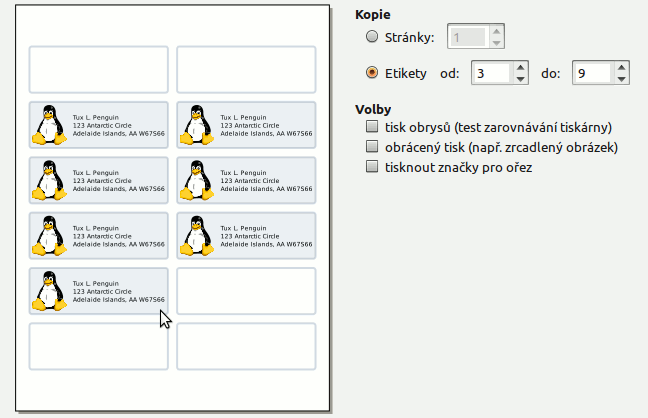 Kopie
Stránky: 1
Etikety od: 3 do: 9
Volby
tisk obrysů (test zarovnávání tiskárny)
obrácený tisk (např. zrcadlený obrázek)
tisknout značky pro ořez
Tux L. Penguin
123 Antarctic Circle
Adelaide Islands, AA W67S66
Tux L. Penguin
123 Antarctic Circle
Adelaide Islands, AA W67S66
Tux L. Penguin
123 Antarctic Circle
Adelaide Islands, AA W67S66
Tux L. Penguin
123 Antarctic Circle
Adelaide Islands, AA W67S66
Tux L. Penguin
123 Antarctic Circle
Adelaide Islands, AA W67S66
Tux L. Penguin
123 Antarctic Circle
Adelaide Islands, AA W67S66
Tux L. Penguin
123 Antarctic Circle
Adelaide Islands, AA W67S66